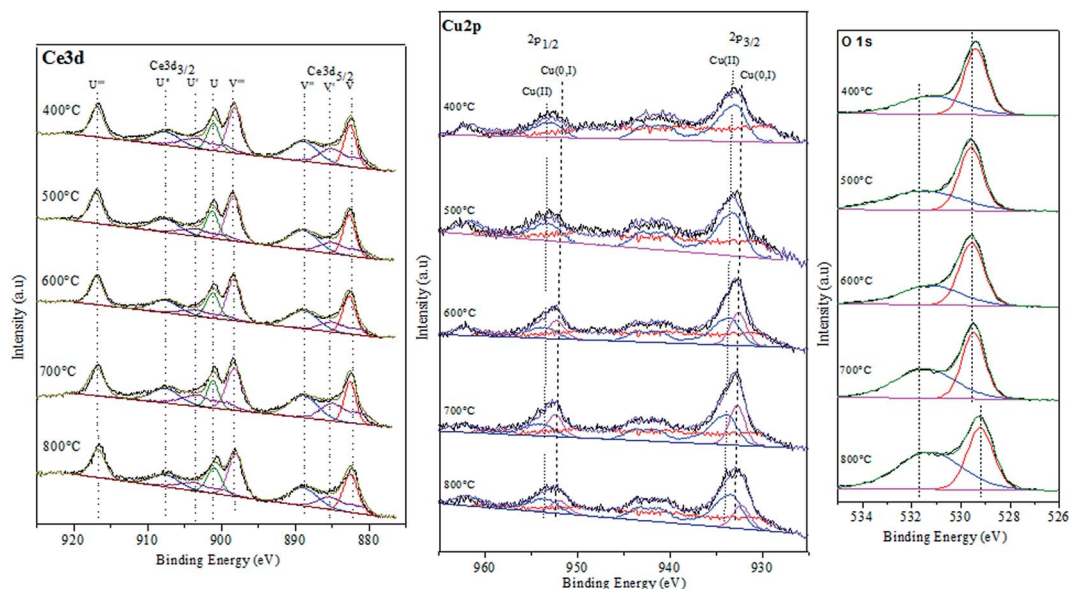 Ce3d
Ce3d3/2
Ce3d5/2
U''' U'' U' U V''' V'' V' V
400°C
500°C
600°C
700°C
800°C
Intensity (a.u)
920 910 900 890 880
Binding Energy (eV)
Cu2p
2p1/2
2p3/2
Cu(II)
Cu(0,I)
Cu(II)
Cu(0,I)
400°C
500°C
600°C
700°C
800°C
Intensity (a.u)
960 950 940 930
Binding Energy (eV)
O 1s
400°C
500°C
600°C
700°C
800°C
Intensity (a.u)
534 532 530 528 526
Binding Energy (eV)